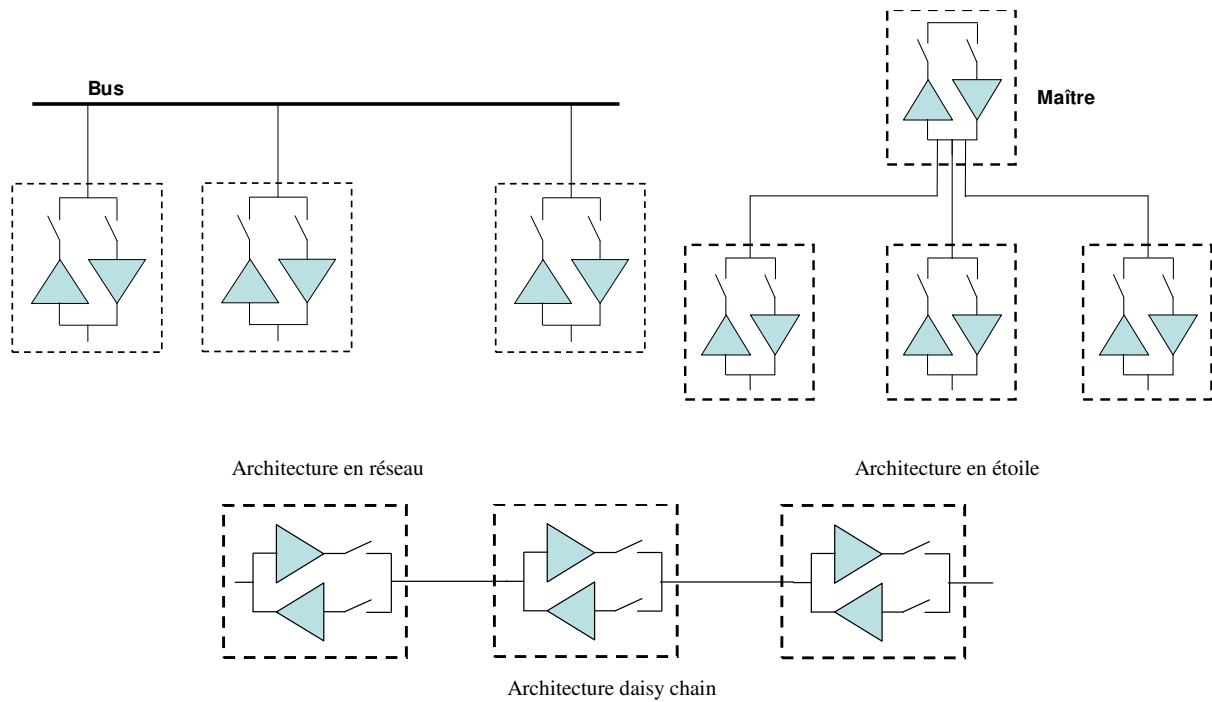 Bus
Maître
Architecture en réseau
Architecture en étoile
Architecture daisy chain